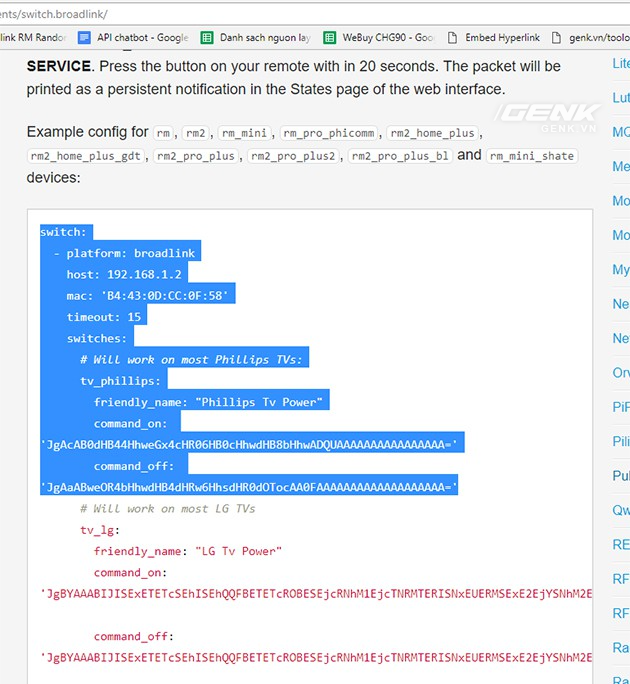 ents/switch.broadlink/
link RM Random
API chatbot - Google
Danh sach nguon lay
WeBuy CHG90 - Goo
Embed Hyperlink
genk.vn/toolo
SERVICE. Press the button on your remote with in 20 seconds. The packet will be
printed as a persistent notification in the States page of the web interface.
GENK
GENK.VN
Example config for rm, rm2, rm_mini, rm_pro_phicomm, rm2_home_plus,
rm2_home_plus_gdt, rm2_pro_plus, rm2_pro_plus2, rm2_pro_plus_bl and rm_mini_shate
devices:
switch:
- platform: broadlink
host: 192.168.1.2
mac: 'B4:43:0D:CC:0F:58'
timeout: 15
switches:
# Will work on most Phillips TVs:
tv_phillips:
friendly_name: "Phillips Tv Power"
command_on:
'JgAcAB0dHB44HhweGx4cHR06HB0cHhwdHB8bHhwADQUAAAAAAAAAAAAAAAA='
command_off:
'JgAaABweOR4bHhwdHB4dHRw6HhsdHR0dOTocAA0FAAAAAAAAAAAAAAAAAAA='
# Will work on most LG TVs
tv_lg:
friendly_name: "LG Tv Power"
command_on:
'JgBYAAABIJISExETETcSEhISEhQQFBETETcROBESEjcRNhM1EjcTNRMTERISNxEUERMSExE2EjYSNhM2E
command_off:
'JgBYAAABIJISExETETcSEhISEhQQFBETETcROBESEjcRNhM1EjcTNRMTERISNxEUERMSExE2EjYSNhM2E
Lite
Lut
MQ
Me
Mo
Mo
My
Ne
Ne
Orv
PiF
Pili
Pul
Qw
RE
RF
RF
Ra
Ra